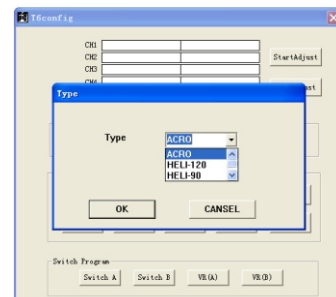 T6config
CH1
CH2
CH3
StartAdjust
Type
Type
ACRO
ACRO
HELI-120
HELI-90
OK
CANSEL
Switch Program
Switch A
Switch B
VR(A)
VR(B)